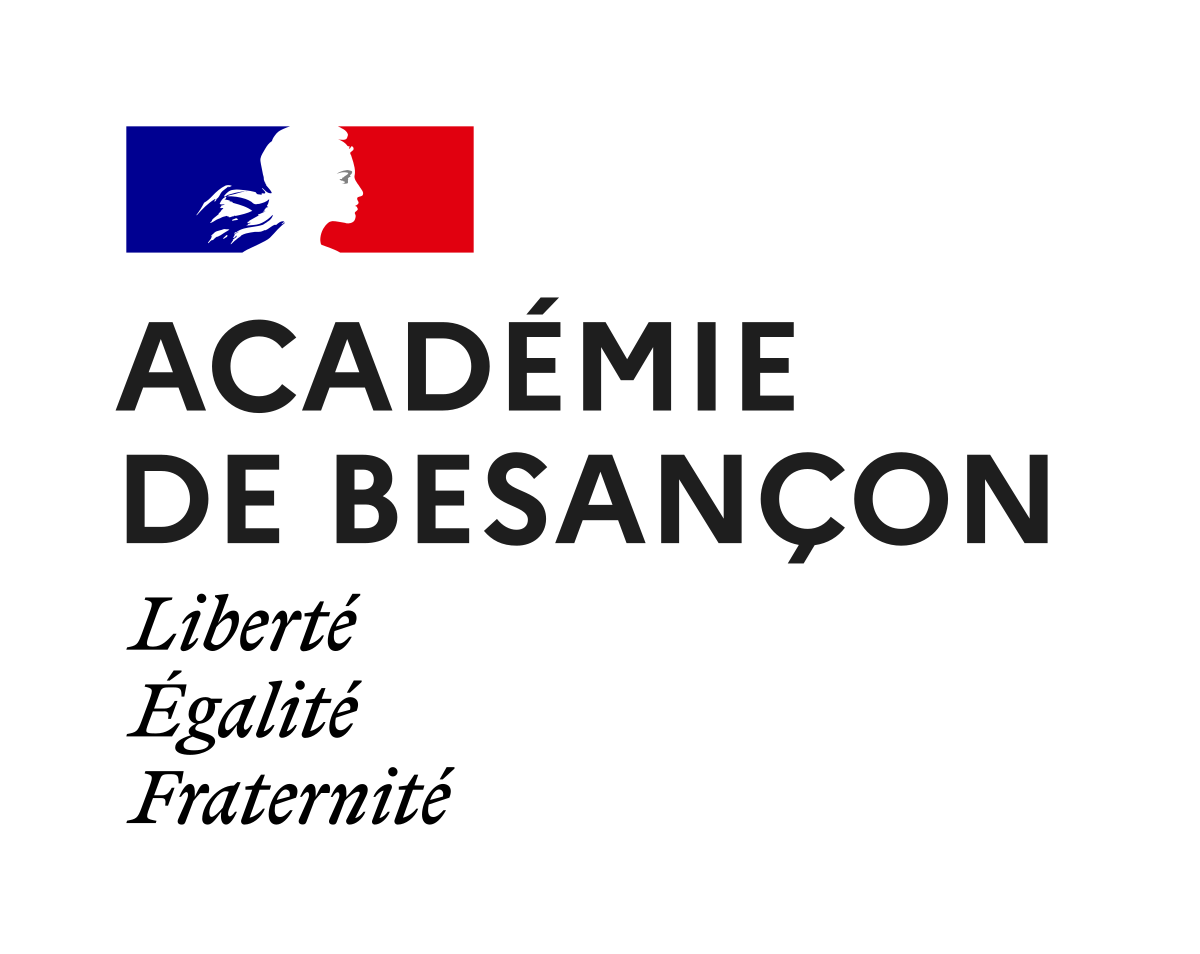 ACADÉMIE
DE BESANÇON
Liberté
Égalité
Fraternité